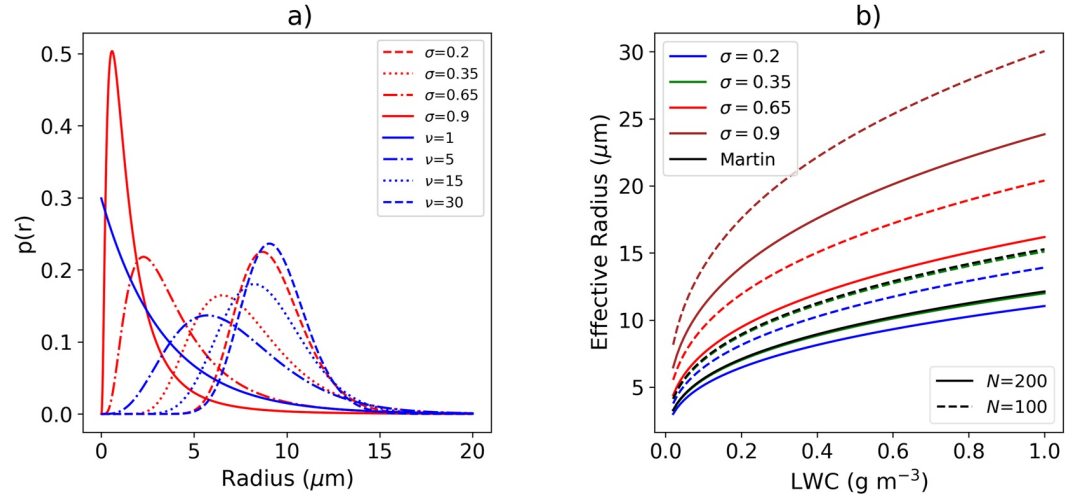 a)
0.5
0.4
0.3
0.2
0.1
0.0
p(r)
0
5
10
15
20
Radius (μm)
σ=0.2
σ=0.35
σ=0.65
σ=0.9
ν=1
ν=5
ν=15
ν=30
b)
30
25
20
15
10
5
Effective Radius (μm)
0.0
0.2
0.4
0.6
0.8
1.0
LWC (g m⁻³)
σ = 0.2
σ = 0.35
σ = 0.65
σ = 0.9
Martin
N=200
N=100